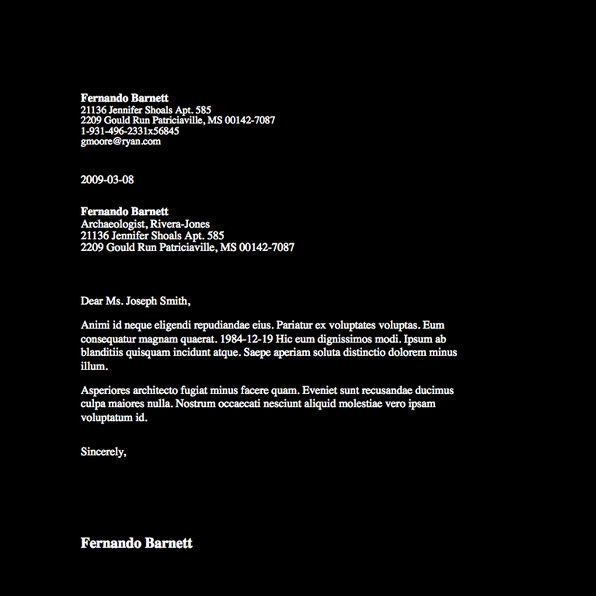 Fernando Barnett
21136 Jennifer Shoals Apt. 585
2209 Gould Run Patriciaville, MS 00142-7087
1-931-496-2331x56845
gmoore@ryan.com
2009-03-08
Fernando Barnett
Archaeologist, Rivera-Jones
21136 Jennifer Shoals Apt. 585
2209 Gould Run Patriciaville, MS 00142-7087
Dear Ms. Joseph Smith,
Animi id neque eligendi repudiandae eius. Pariatur ex voluptates voluptas. Eum
consequatur magnam quaerat. 1984-12-19 Hic eum dignissimos modi. Ipsum ab
blanditiis quisquam incidunt atque. Saepe aperiam soluta distinctio dolorem minus
illum.
Asperiores architecto fugiat minus facere quam. Eveniet sunt recusandae ducimus
culpa maiores nulla. Nostrum occaecati nesciunt aliquid molestiae vero ipsam
voluptatum id.
Sincerely,
Fernando Barnett